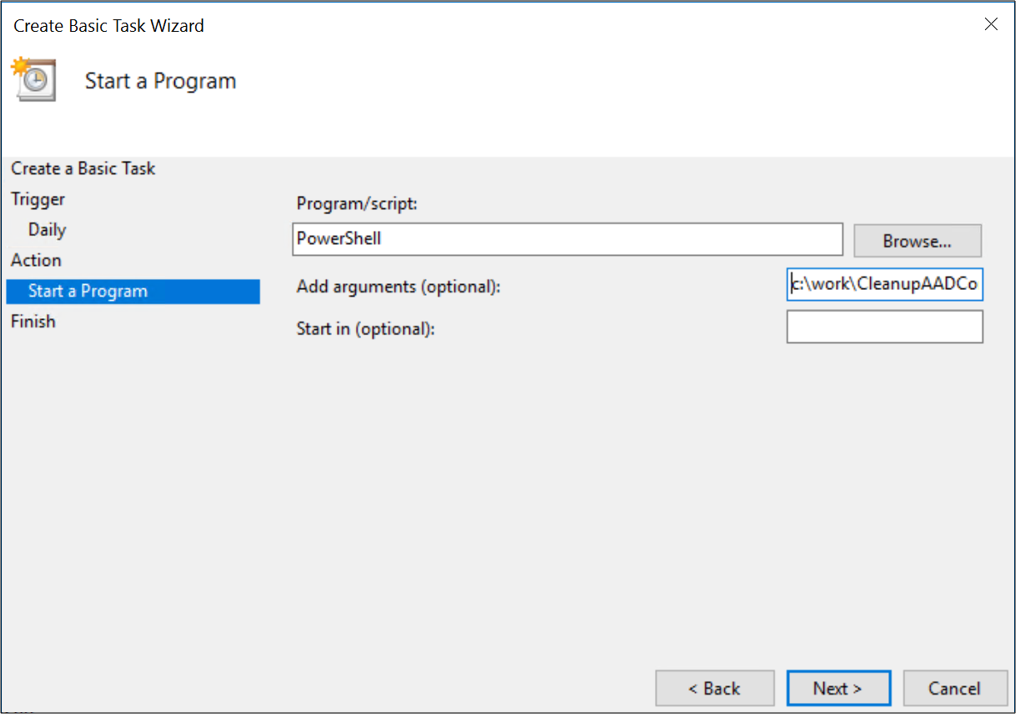 Create Basic Task Wizard
Start a Program
Create a Basic Task
Trigger
Daily
Action
Start a Program
Finish
Program/script:
PowerShell
Browse...
Add arguments (optional):
c:\work\CleanupAADCo
Start in (optional):
< Back
Next >
Cancel